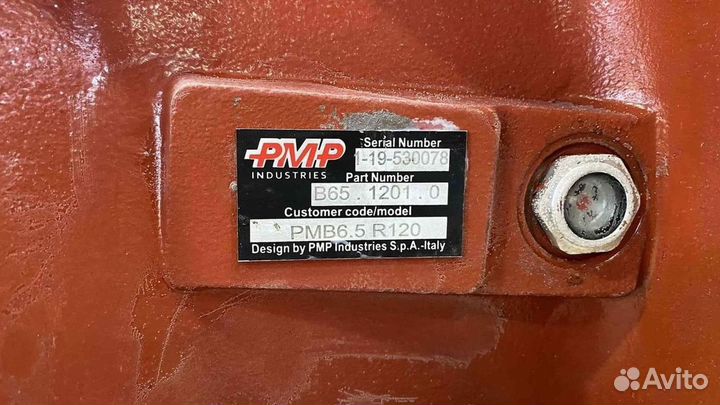 PMP
INDUSTRIES
Serial Number
1-19-530078
Part Number
B65 . 1201 . 0
Customer code/model
PMB6.5 R120
Design by PMP Industries S.p.A.-Italy
Avito